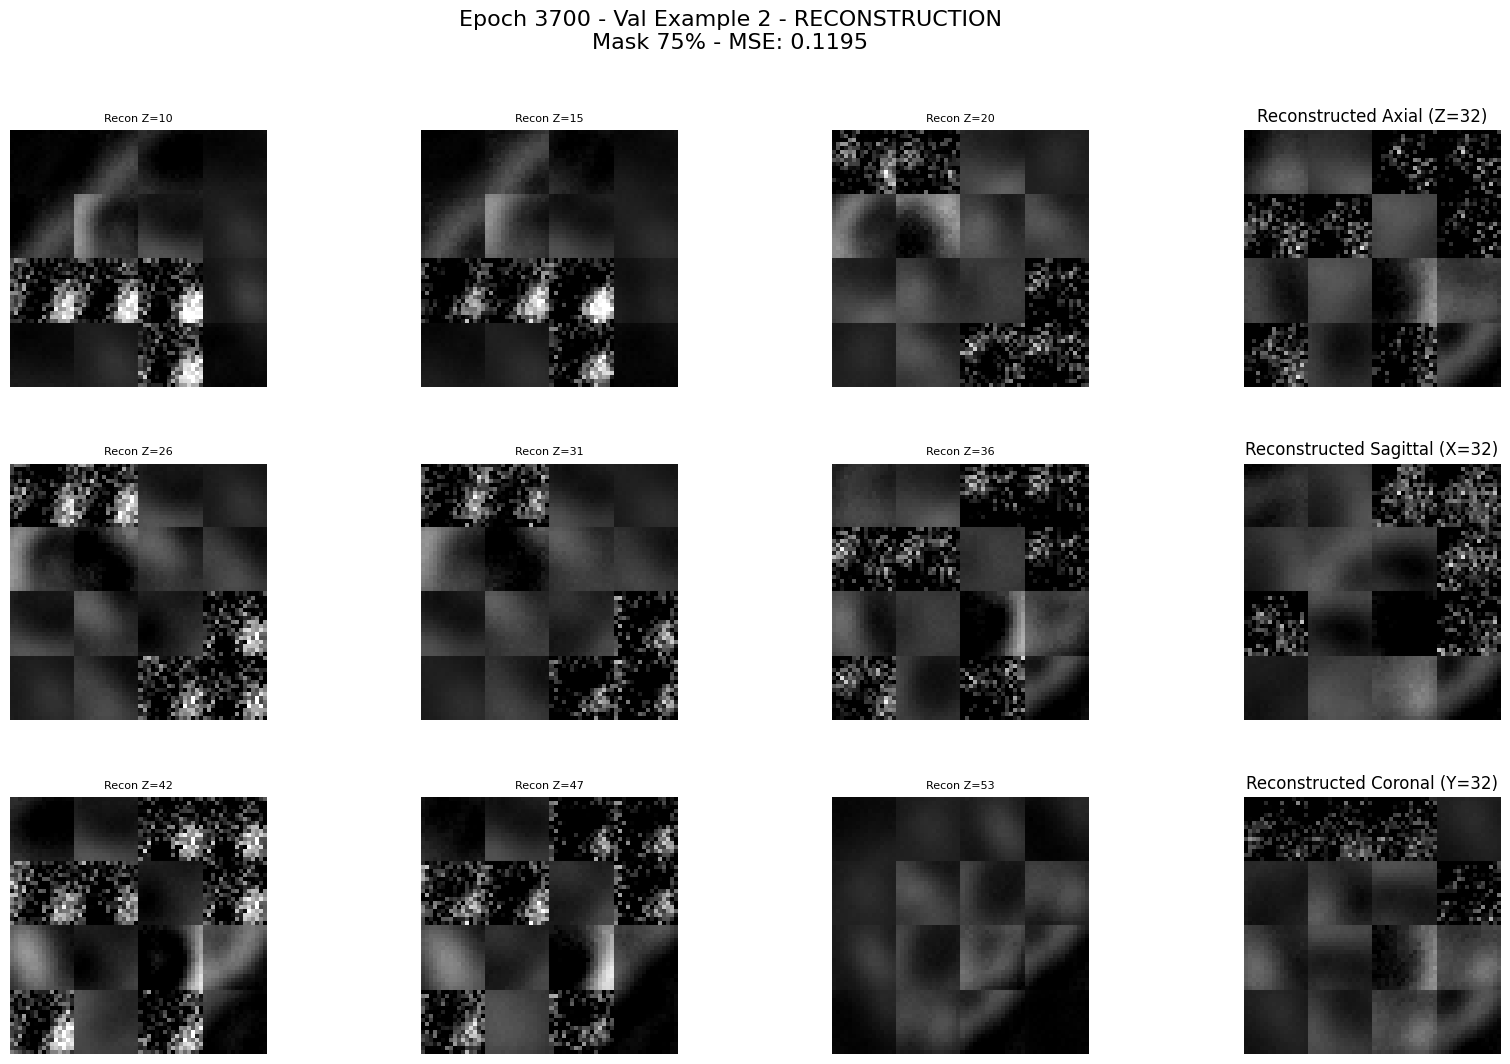 Epoch 3700 - Val Example 2 - RECONSTRUCTION
Mask 75% - MSE: 0.1195
Recon Z=10
Recon Z=15
Recon Z=20
Reconstructed Axial (Z=32)
Recon Z=26
Recon Z=31
Recon Z=36
Reconstructed Sagittal (X=32)
Recon Z=42
Recon Z=47
Recon Z=53
Reconstructed Coronal (Y=32)